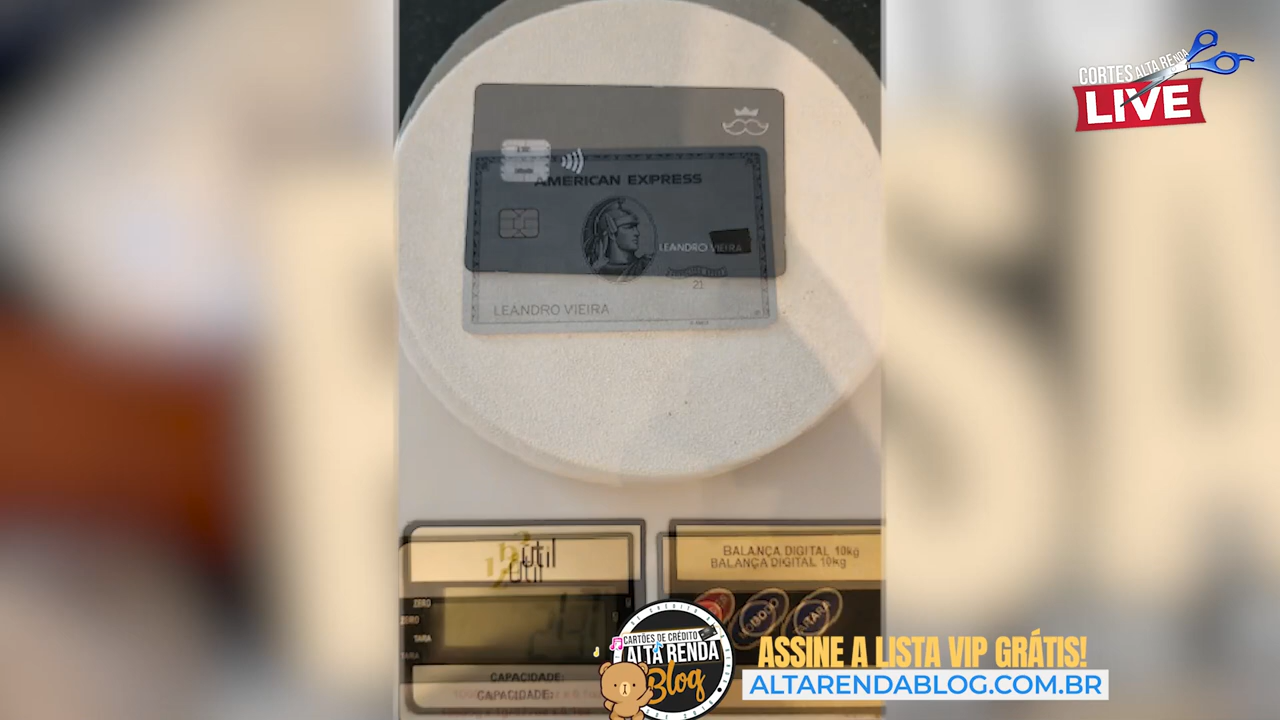 CORTES ALTA RENDA
LIVE
AMERICAN EXPRESS
LEANDRO VIEIRA
21
LEANDRO VIEIRA
útil
útil
BALANÇA DIGITAL 10kg
BALANÇA DIGITAL 10kg
ZERO
ZERO
TARA
TARA
CAPACIDADE:
CAPACIDADE:
CARTÕES DE CRÉDITO
ALTA RENDA
Blog
ASSINE A LISTA VIP GRÁTIS!
ALTARENDABLOG.COM.BR